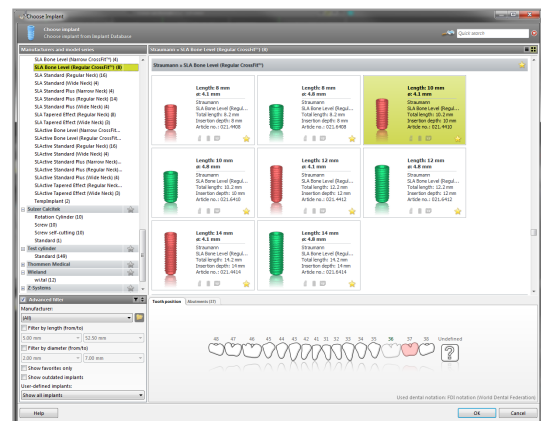 Choose Implant
Choose implant
Choose implant from Implant Database
Quick search
Manufacturers and model series
Straumann » SLA Bone Level (Regular CrossFit™) (8)
SLA Bone Level (Narrow CrossFit™) (4)
SLA Bone Level (Regular CrossFit™) (8)
SLA Standard (Regular Neck) (16)
SLA Standard (Wide Neck) (4)
SLA Standard Plus (Narrow Neck) (4)
SLA Standard Plus (Regular Neck) (14)
SLA Standard Plus (Wide Neck) (4)
SLA Tapered Effect (Regular Neck) (8)
SLA Tapered Effect (Wide Neck) (3)
SLActive Bone Level (Narrow CrossFit...
SLActive Bone Level (Regular CrossFit...
SLActive Standard (Regular Neck) (16)
SLActive Standard (Wide Neck) (4)
SLActive Standard Plus (Narrow Neck)...
SLActive Standard Plus (Regular Neck)...
SLActive Standard Plus (Wide Neck) (4)
SLActive Tapered Effect (Regular Neck...
SLActive Tapered Effect (Wide Neck) (3)
TempImplant (2)
Sulzer Calcitek
Rotation Cylinder (10)
Screw (10)
Screw self-cutting (10)
Standard (1)
Test cylinder
Standard (149)
Thommen Medical
Wieland
wital (12)
Z-Systems
Straumann » SLA Bone Level (Regular CrossFit™)
Length: 8 mm
ø: 4.1 mm
Straumann
SLA Bone Level (Regul...
Total length: 8.2 mm
Insertion depth: 8 mm
Article no.: 021.4408
Length: 8 mm
ø: 4.8 mm
Straumann
SLA Bone Level (Regul...
Total length: 8.2 mm
Insertion depth: 8 mm
Article no.: 021.6408
Length: 10 mm
ø: 4.1 mm
Straumann
SLA Bone Level (Regul...
Total length: 10.2 mm
Insertion depth: 10 mm
Article no.: 021.4410
Length: 10 mm
ø: 4.8 mm
Straumann
SLA Bone Level (Regul...
Total length: 10.2 mm
Insertion depth: 10 mm
Article no.: 021.6410
Length: 12 mm
ø: 4.1 mm
Straumann
SLA Bone Level (Regul...
Total length: 12.2 mm
Insertion depth: 12 mm
Article no.: 021.4412
Length: 12 mm
ø: 4.8 mm
Straumann
SLA Bone Level (Regul...
Total length: 12.2 mm
Insertion depth: 12 mm
Article no.: 021.6412
Length: 14 mm
ø: 4.1 mm
Straumann
SLA Bone Level (Regul...
Total length: 14.2 mm
Insertion depth: 14 mm
Article no.: 021.4414
Length: 14 mm
ø: 4.8 mm
Straumann
SLA Bone Level (Regul...
Total length: 14.2 mm
Insertion depth: 14 mm
Article no.: 021.6414
Advanced filter
Manufacturer:
(All)
Filter by length (from/to)
5.00 mm 52.50 mm
Filter by diameter (from/to)
2.00 mm 7.00 mm
Show favorites only
Show outdated implants
User-defined implants:
Show all implants
Tooth position Abutments (37)
48 47 46 45 44 43 42 41 31 32 33 34 35 36 37 38 Undefined
?
Used dental notation: FDI notation (World Dental Federation)
Help OK Cancel